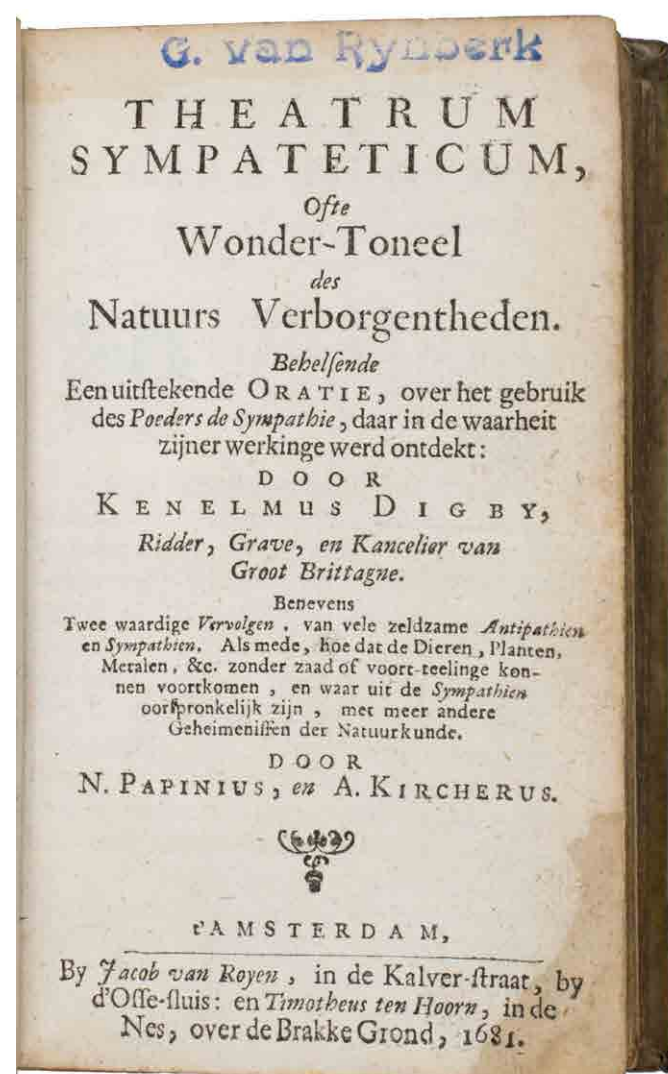 G. van Rynberk
THEATRUM
SYMPATETICUM,
Ofte
Wonder-Toneel
des
Natuurs Verborgentheden.
Behelſende
Een uitſtekende ORATIE, over het gebruik
des Poeders de Sympathie, daar in de waarheit
zijner werkinge werd ontdekt:
DOOR
KENELMUS DIGBY,
Ridder, Grave, en Kancelier van
Groot Brittagne.
Benevens
Twee waardige Vervolgen, van vele zeldzame Antipathien
en Sympathien. Als mede, hoe dat de Dieren, Planten,
Metalen, &c. zonder zaad of voort-teelinge kon-
nen voortkomen, en waar uit de Sympathien
oorſpronkelijk zijn, met meer andere
Geheimeniſſen der Natuurkunde.
DOOR
N. PAPINIUS, en A. KIRCHERUS.
t'AMSTERDAM,
By Jacob van Royen, in de Kalver-ſtraat, by
d'Oſſe-ſluis: en Timotheus ten Hoorn, in de
Nes, over de Brakke Grond, 1681.